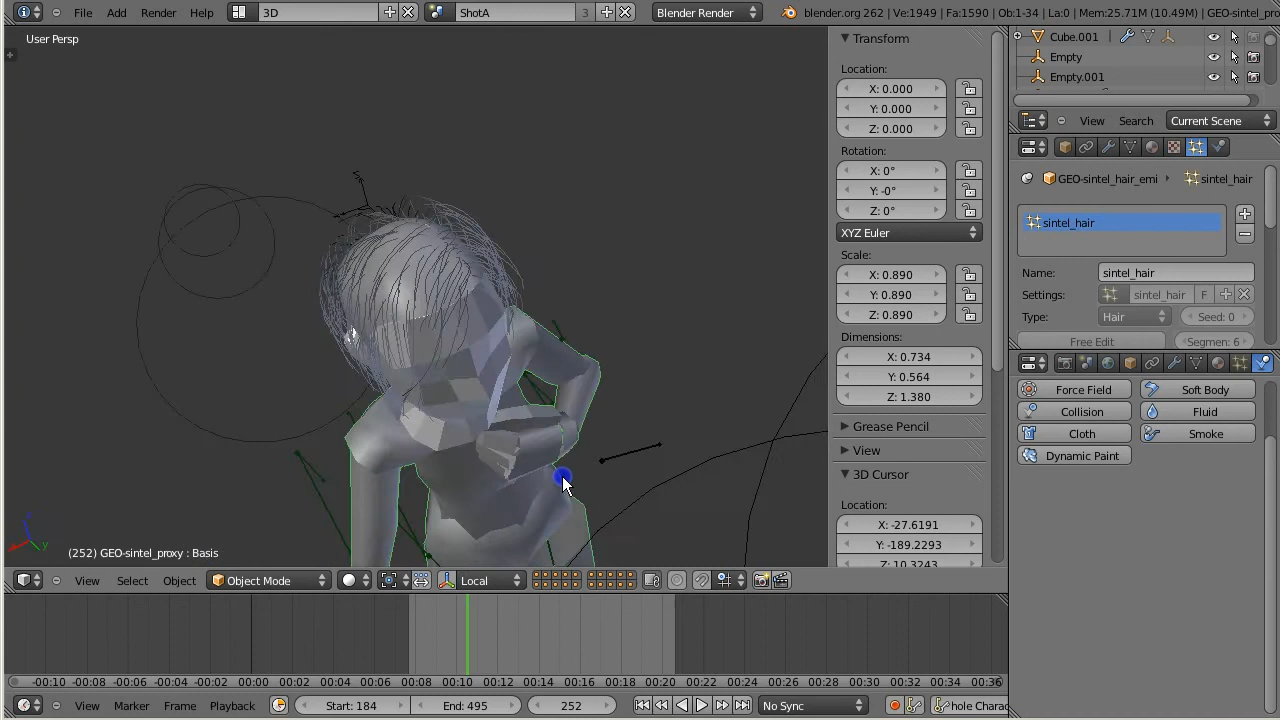 File Add Render Help 3D ShotA 3 Blender Render blender.org 262 | Ve:1949 | Fa:1590 | Ob:1-34 | La:0 | Mem:25.71M (10.49M) | GEO-sintel_pro
User Persp
Transform
Location:
X: 0.000
Y: 0.000
Z: 0.000
Rotation:
X: 0°
Y: -0°
Z: 0°
XYZ Euler
Scale:
X: 0.890
Y: 0.890
Z: 0.890
Dimensions:
X: 0.734
Y: 0.564
Z: 1.380
Grease Pencil
View
3D Cursor
Location:
X: -27.6191
Y: -189.2293
Z: 10.3243
Cube.001
Empty
Empty.001
View Search Current Scene
GEO-sintel_hair_emi sintel_hair
sintel_hair
Name: sintel_hair
Settings: sintel_hair F
Type: Hair Seed: 0
Free Edit Segmen: 6
Force Field Soft Body
Collision Fluid
Cloth Smoke
Dynamic Paint
(252) GEO-sintel_proxy : Basis
View Select Object Object Mode Local
-00:10 -00:08 -00:06 -00:04 -00:02 00:00 00:02 00:04 00:06 00:08 00:10 00:12 00:14 00:16 00:18 00:20 00:22 00:24 00:26 00:28 00:30 00:32 00:34 00:36
View Marker Frame Playback Start: 184 End: 495 252 No Sync hole Charac